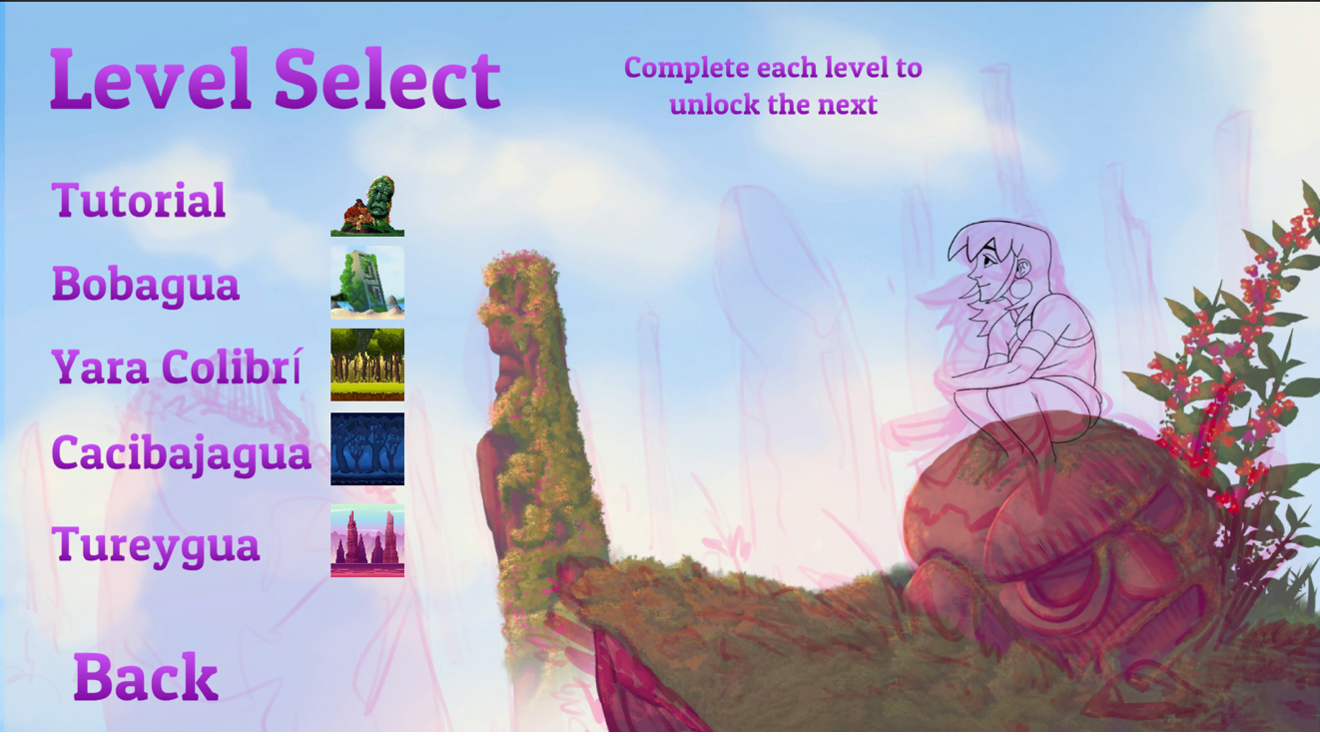 Level Select
Complete each level to
unlock the next
Tutorial
Bobagua
Yara Colibrí
Cacibajagua
Tureygua
Back